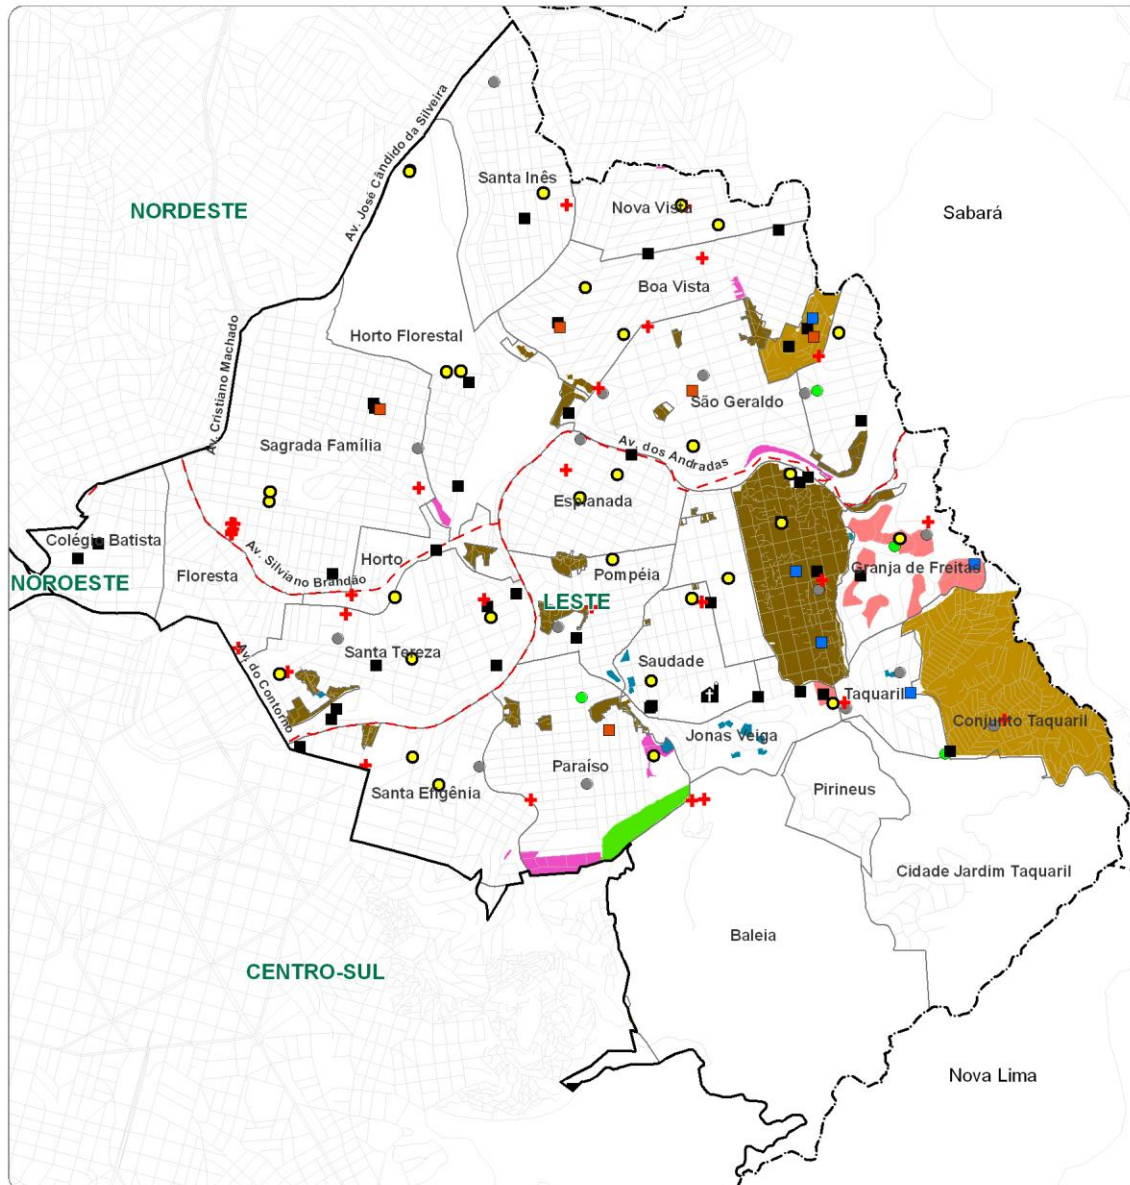 Av. José Cândido da Silveira
Santa Inês
NORDESTE
Nova Vista
Sabará
Boa Vista
Horto Florestal
Av. Cristiano Machado
São Geraldo
Sagrada Família
Av. dos Andradas
Esplanada
Colégio Batista
Horto
Granja de Freitas
Floresta
Av. Silviano Brandão
Pompéia
NOROESTE
LESTE
Santa Tereza
Saudade
Taquaril
Av. do Contorno
Conjunto Taquaril
Jonas Veiga
Paraíso
Santa Efigênia
Pirineus
Cidade Jardim Taquaril
Baleia
CENTRO-SUL
Nova Lima